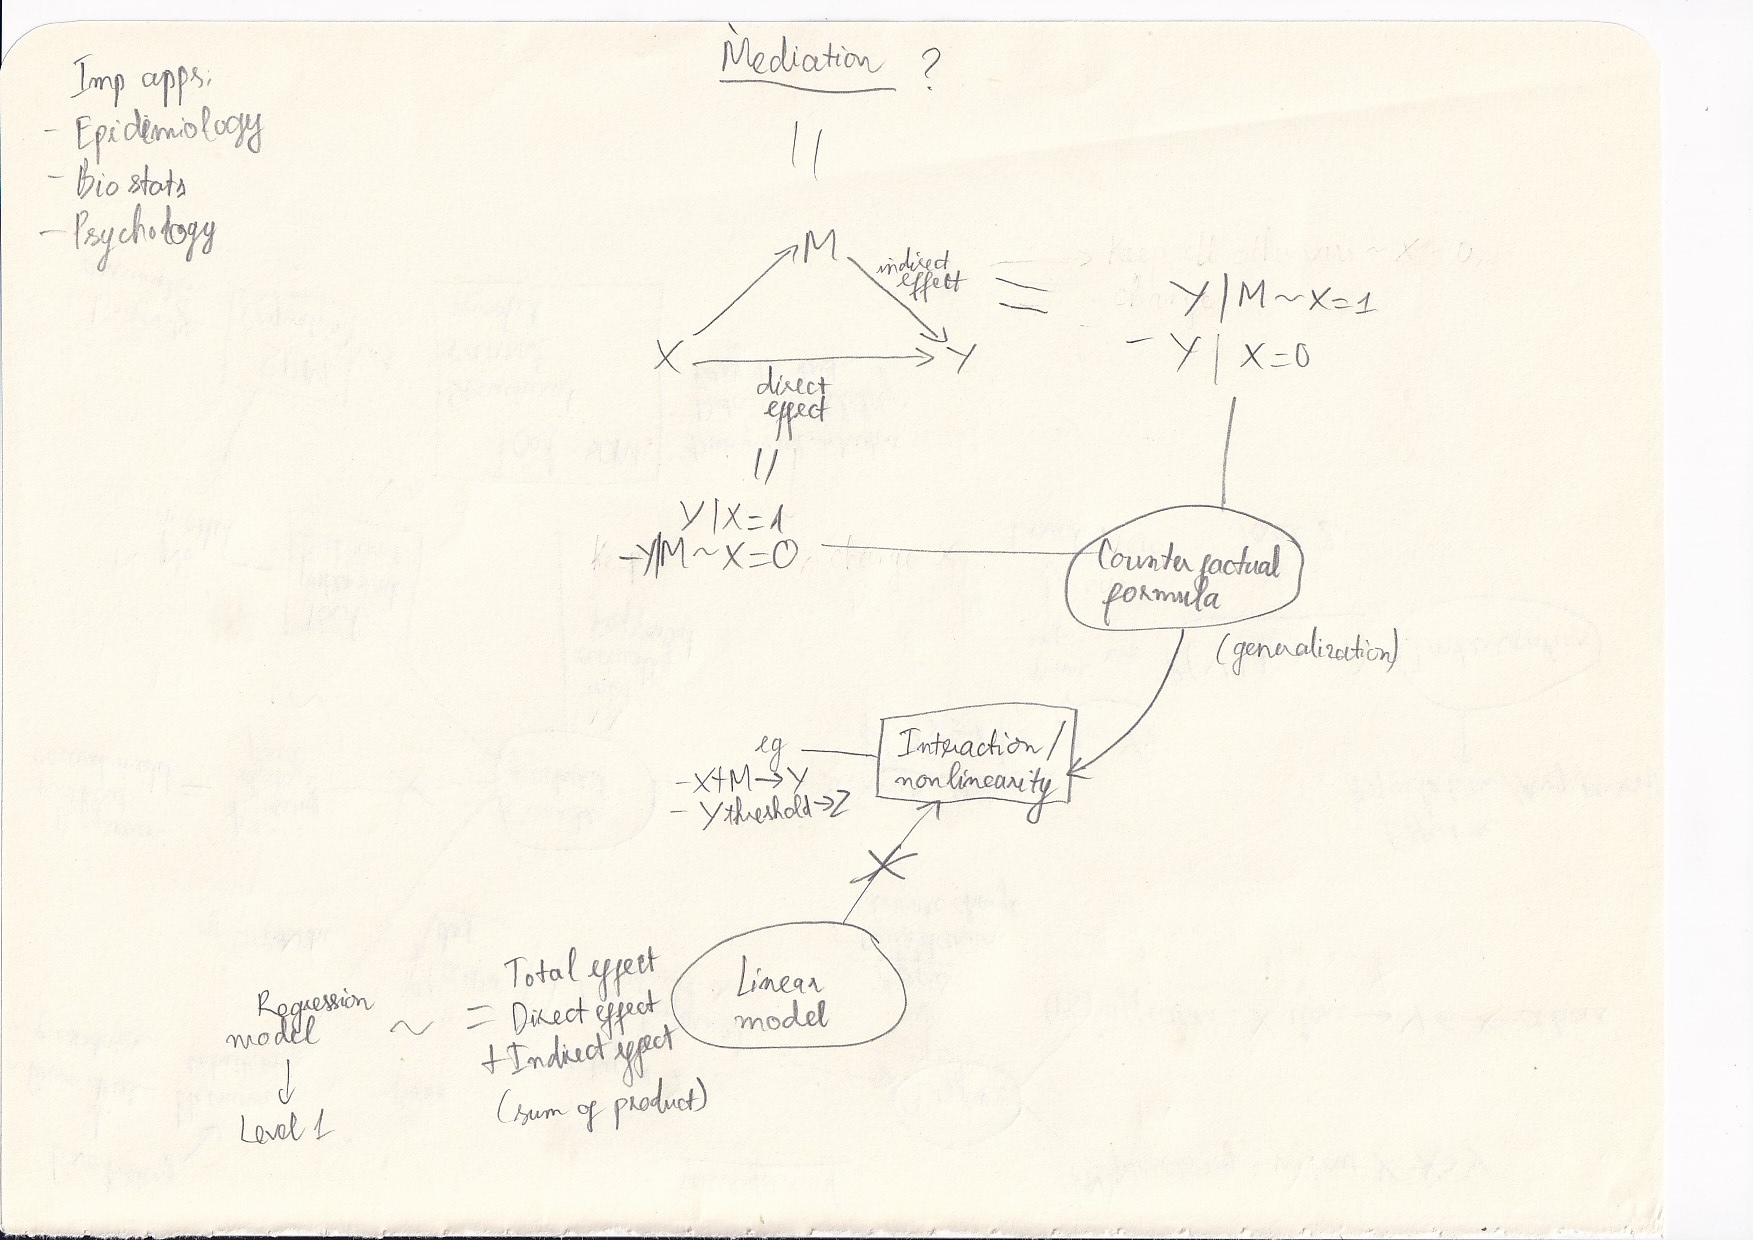 Mediation ?
Imp apps:
- Epidemiology
- Bio stats
- Psychology
M
indirect
effect
X
Y
direct
effect
=
Y | M ~ X=1
- Y | X=0
=
Y | X=1
- Y|M ~ X=0
Counterfactual
formula
(generalization)
Interaction /
nonlinearity
eg
- X+M → Y
- Y threshold → Z
Linear
model
Total effect
= Direct effect
+ Indirect effect
(sum of product)
~
Regression
model
↓
Level 1